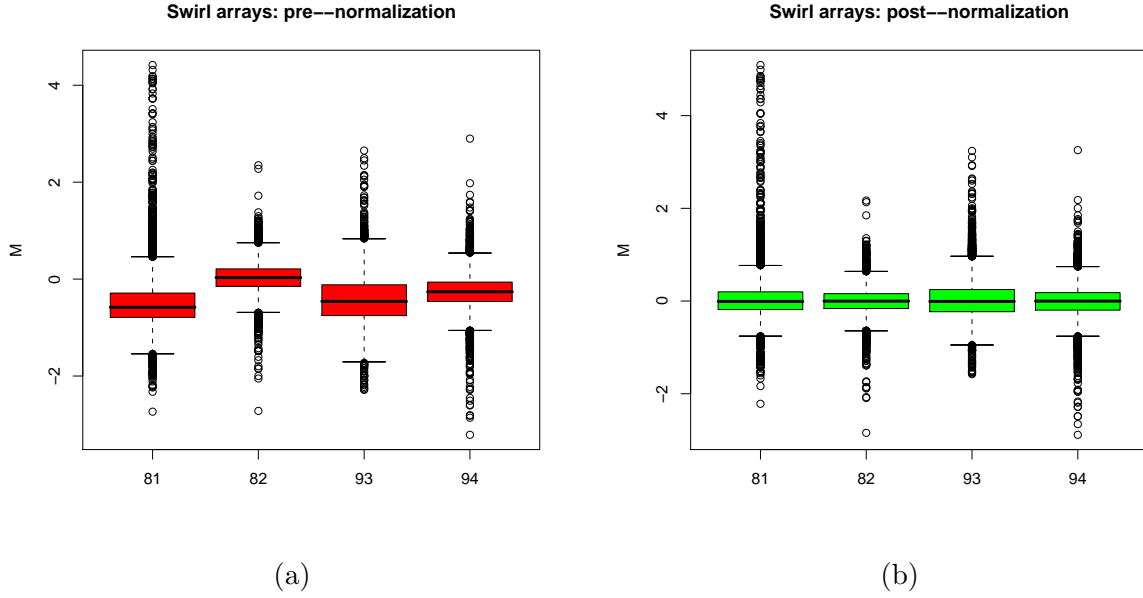 Swirl arrays: pre−−normalization
M
4
2
0
−2
81 82 93 94
(a)
Swirl arrays: post−−normalization
M
4
2
0
−2
81 82 93 94
(b)